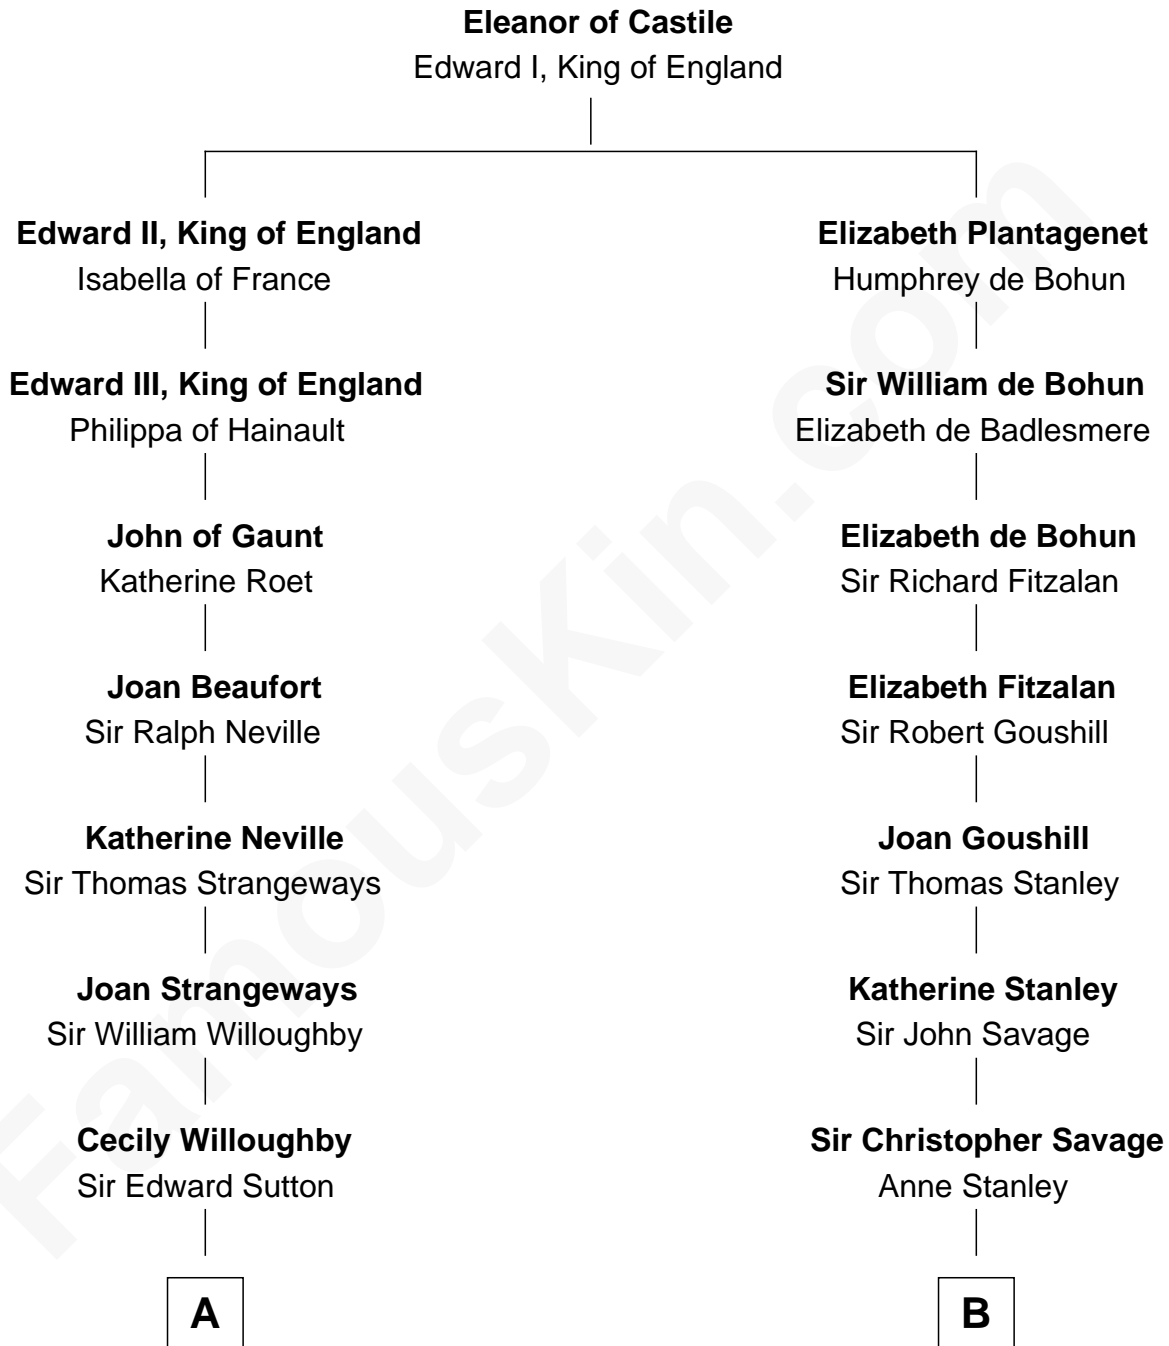 Eleanor of Castile
Edward I, King of England
Edward II, King of England
Isabella of France
Elizabeth Plantagenet
Humphrey de Bohun
Edward III, King of England
Philippa of Hainault
Sir William de Bohun
Elizabeth de Badlesmere
John of Gaunt
Katherine Roet
Elizabeth de Bohun
Sir Richard Fitzalan
Joan Beaufort
Sir Ralph Neville
Elizabeth Fitzalan
Sir Robert Goushill
Katherine Neville
Sir Thomas Strangeways
Joan Goushill
Sir Thomas Stanley
Joan Strangeways
Sir William Willoughby
Katherine Stanley
Sir John Savage
Cecily Willoughby
Sir Edward Sutton
Sir Christopher Savage
Anne Stanley
A
B
FamousKin.com